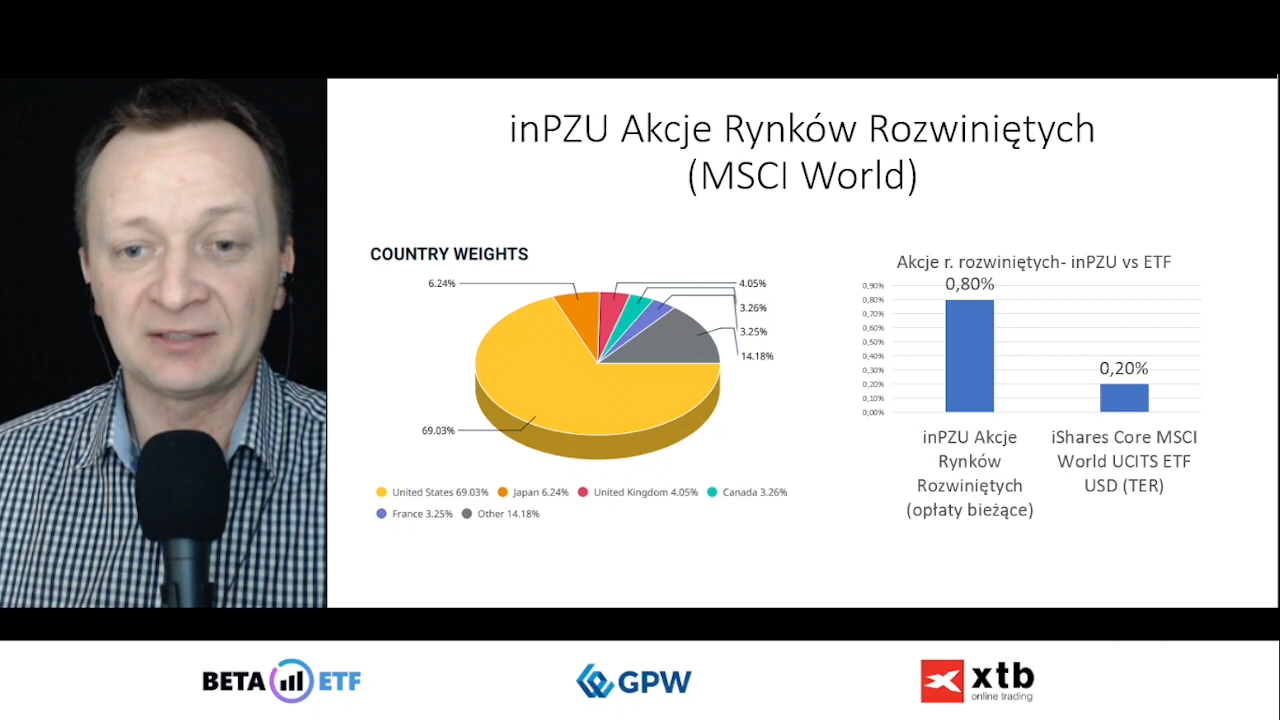 inPZU Akcje Rynków Rozwiniętych
(MSCI World)
COUNTRY WEIGHTS
6.24%
4.05%
3.26%
3.25%
14.18%
69.03%
United States 69.03% Japan 6.24% United Kingdom 4.05% Canada 3.26%
France 3.25% Other 14.18%
Akcje r. rozwiniętych- inPZU vs ETF
0,90%
0,80%
0,70%
0,60%
0,50%
0,40%
0,30%
0,20%
0,10%
0,00%
0,80%
0,20%
inPZU Akcje
Rynków
Rozwiniętych
(opłaty bieżące)
iShares Core MSCI
World UCITS ETF
USD (TER)
BETA ETF
GPW
xtb
online trading